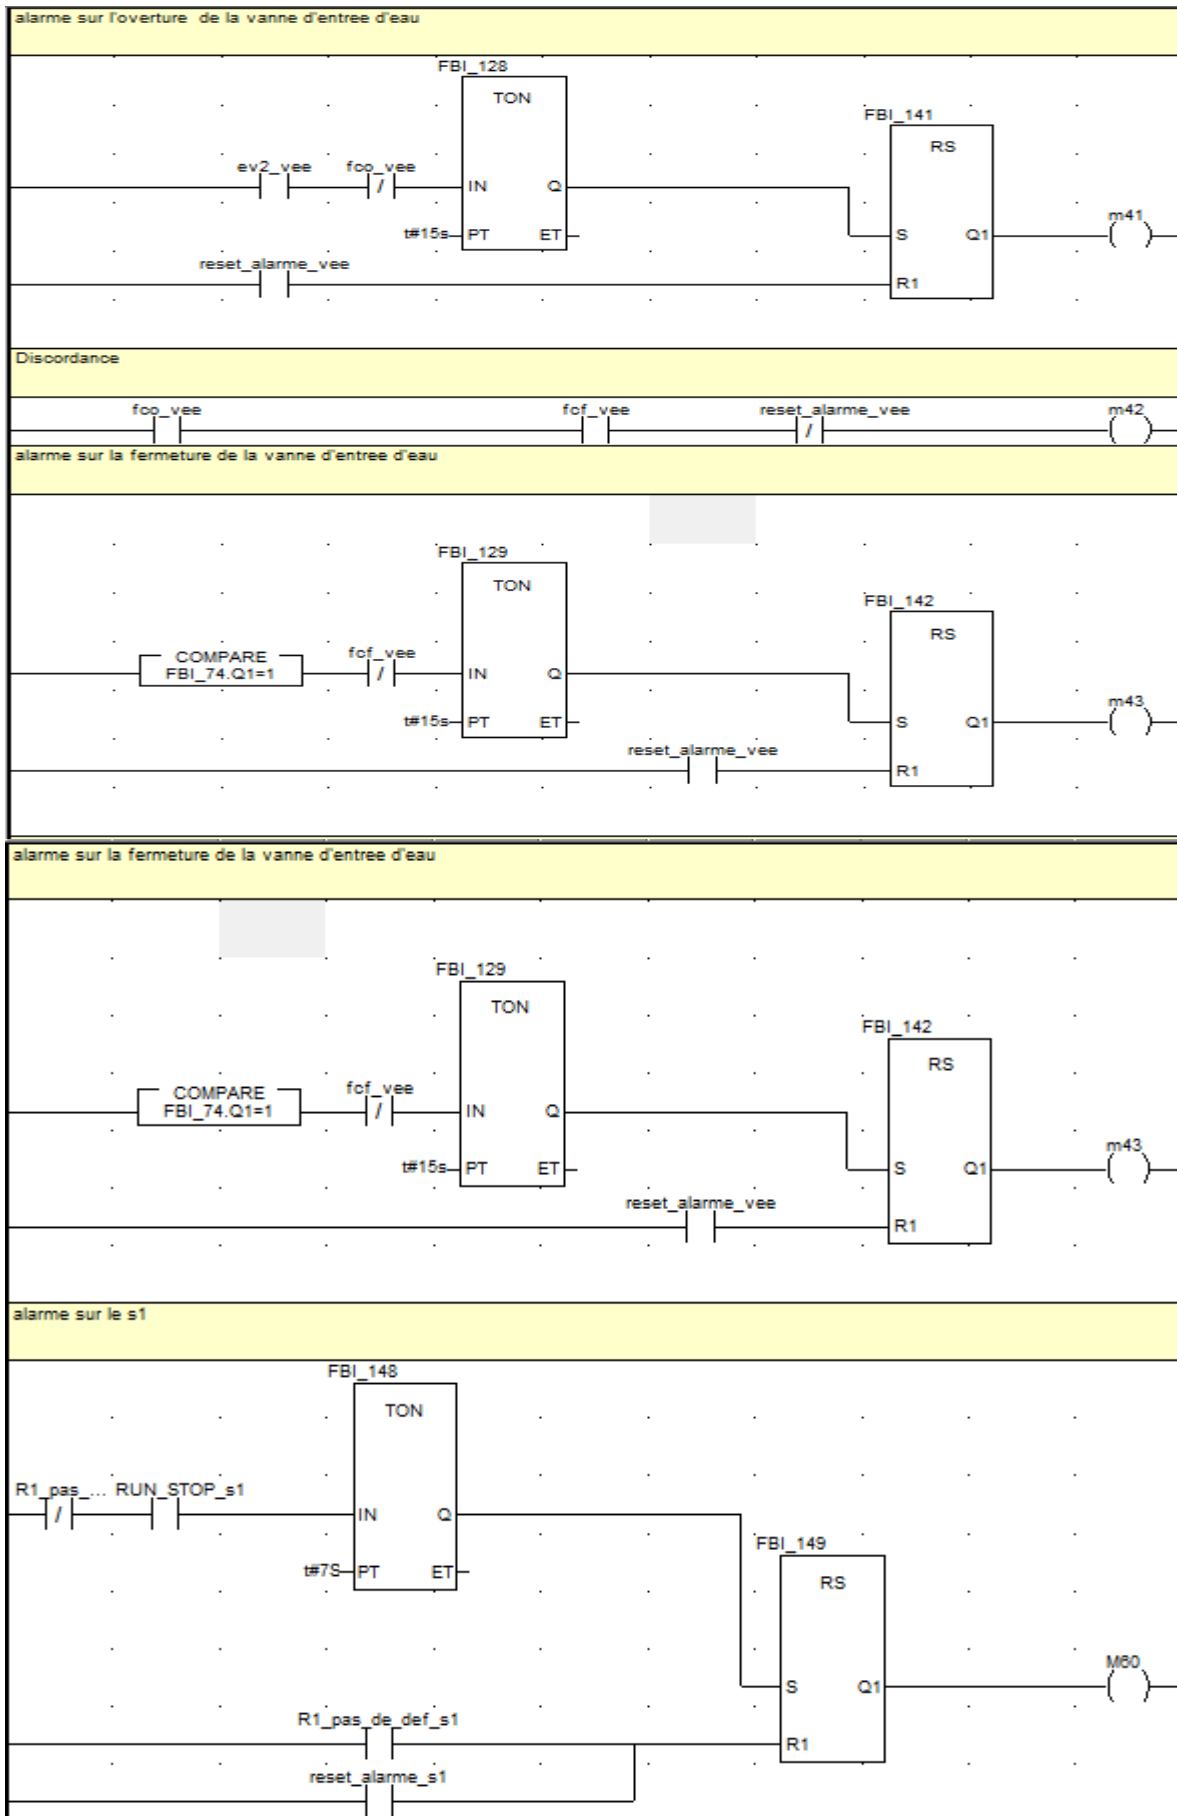 alarme sur l'overture de la vanne d'entree d'eau
FBI_128
TON
FBI_141
RS
ev2_vee fco_vee
/
IN Q
t#15s PT ET
S Q1
m41
reset_alarme_vee
R1
Discordance
fco_vee fcf_vee reset_alarme_vee m42
/
alarme sur la fermeture de la vanne d'entree d'eau
FBI_129
TON
FBI_142
RS
COMPARE
FBI_74.Q1=1
fcf_vee
/
IN Q
t#15s PT ET
S Q1
m43
reset_alarme_vee
R1
alarme sur la fermeture de la vanne d'entree d'eau
FBI_129
TON
FBI_142
RS
COMPARE
FBI_74.Q1=1
fcf_vee
/
IN Q
t#15s PT ET
S Q1
m43
reset_alarme_vee
R1
alarme sur le s1
FBI_148
TON
R1_pas_... RUN_STOP_s1
/
IN Q
t#7S PT ET
FBI_149
RS
S Q1
M60
R1_pas_de_def_s1
R1
reset_alarme_s1